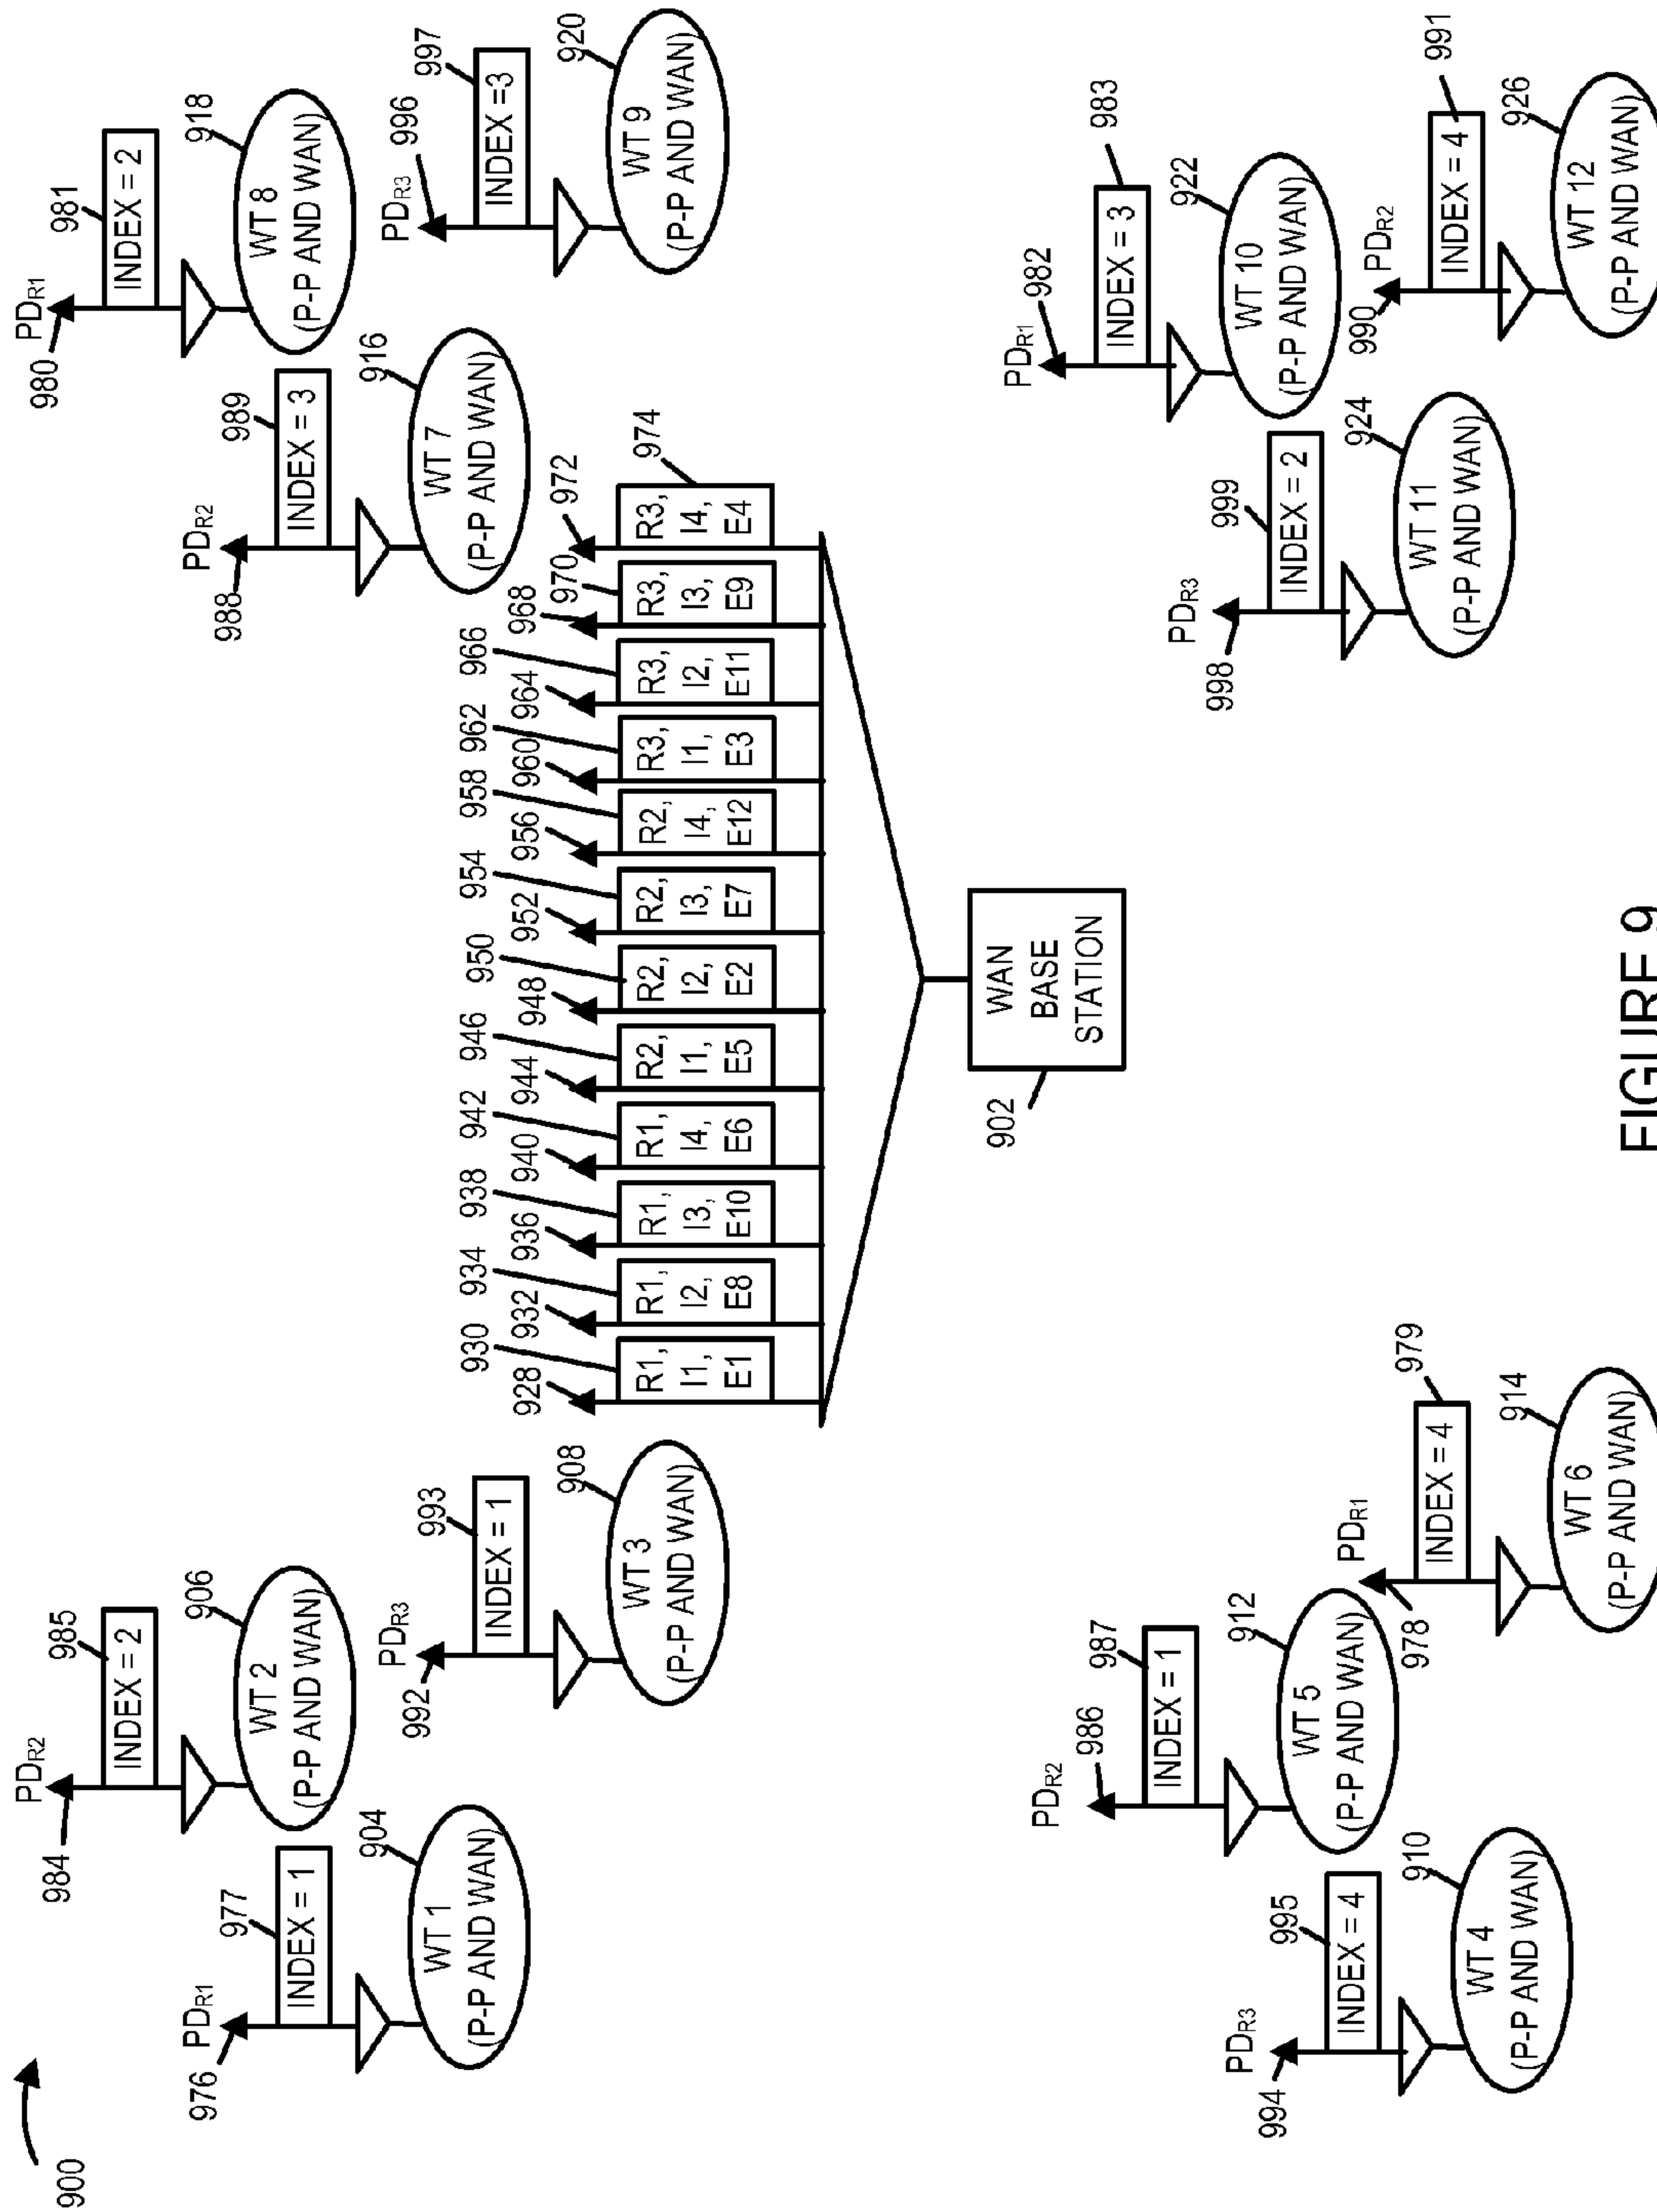 900
976
PDR1
977
INDEX = 1
904
WT 1
(P-P AND WAN)
984
PDR2
985
INDEX = 2
906
WT 2
(P-P AND WAN)
992
PDR3
993
INDEX = 1
908
WT 3
(P-P AND WAN)
988
PDR2
989
INDEX = 3
916
WT 7
(P-P AND WAN)
980
PDR1
981
INDEX = 2
918
WT 8
(P-P AND WAN)
PDR3
996
997
INDEX =3
920
WT 9
(P-P AND WAN)
928
930
R1,
I1,
E1
932
934
R1,
I2,
E8
936
938
R1,
I3,
E10
940
942
R1,
I4,
E6
944
946
R2,
I1,
E5
948
950
R2,
I2,
E2
952
954
R2,
I3,
E7
956
958
R2,
I4,
E12
960
962
R3,
I1,
E3
964
966
R3,
I2,
E11
968
970
R3,
I3,
E9
972
974
R3,
I4,
E4
WAN
BASE
STATION
902
994
PDR3
995
INDEX = 4
910
WT 4
(P-P AND WAN)
PDR2
986
987
INDEX = 1
912
WT 5
(P-P AND WAN)
978
PDR1
979
INDEX = 4
914
WT 6
(P-P AND WAN)
998
PDR3
999
INDEX = 2
924
WT 11
(P-P AND WAN)
PDR1
982
983
INDEX = 3
922
WT 10
(P-P AND WAN)
990
PDR2
991
INDEX = 4
926
WT 12
(P-P AND WAN)
FIGURE 9